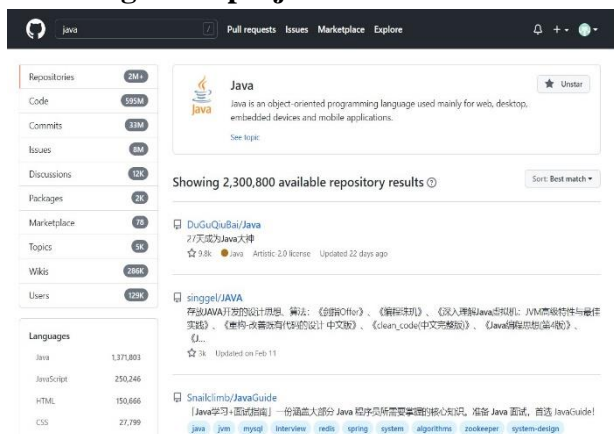 java
/
Pull requests Issues Marketplace Explore
Repositories 2M+
Code 595M
Commits 33M
Issues 8M
Discussions 12K
Packages 2K
Marketplace 78
Topics 5K
Wikis 286K
Users 129K
Languages
Java 1,371,803
JavaScript 250,246
HTML 150,666
CSS 27,799
Java
Java
Java is an object-oriented programming language used mainly for web, desktop,
embedded devices and mobile applications.
See topic
Unstar
Showing 2,300,800 available repository results
Sort: Best match
DuGuQiuBai/Java
27天成为Java大神
9.8k Java Artistic-2.0 license Updated 22 days ago
singgel/JAVA
存放JAVA开发的设计思想、算法：《剑指Offer》、《编程珠玑》、《深入理解Java虚拟机：JVM高级特性与最佳
实践》、《重构-改善既有代码的设计 中文版》、《clean_code(中文完整版)》、《Java编程思想(第4版)》、
《J...
3k Updated on Feb 11
Snailclimb/JavaGuide
「Java学习+面试指南」一份涵盖大部分 Java 程序员所需要掌握的核心知识。准备 Java 面试，首选 JavaGuide!
java jvm mysql interview redis spring system algorithms zookeeper system-design